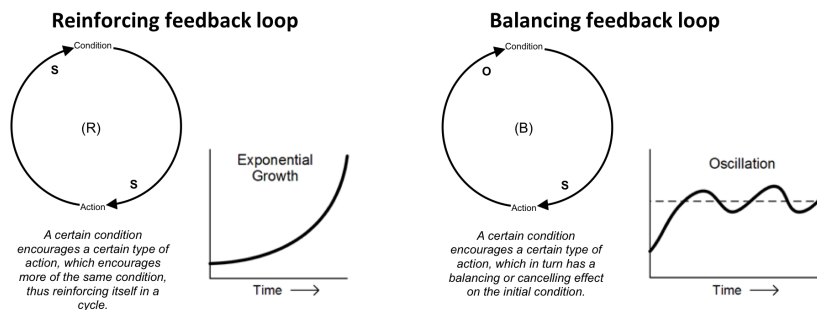 Reinforcing feedback loop
Condition
S
(R)
S
Action
A certain condition
encourages a certain type of
action, which encourages
more of the same condition,
thus reinforcing itself in a
cycle.
Exponential
Growth
Time
Balancing feedback loop
Condition
O
(B)
S
Action
A certain condition
encourages a certain type of
action, which in turn has a
balancing or cancelling effect
on the initial condition.
Oscillation
Time